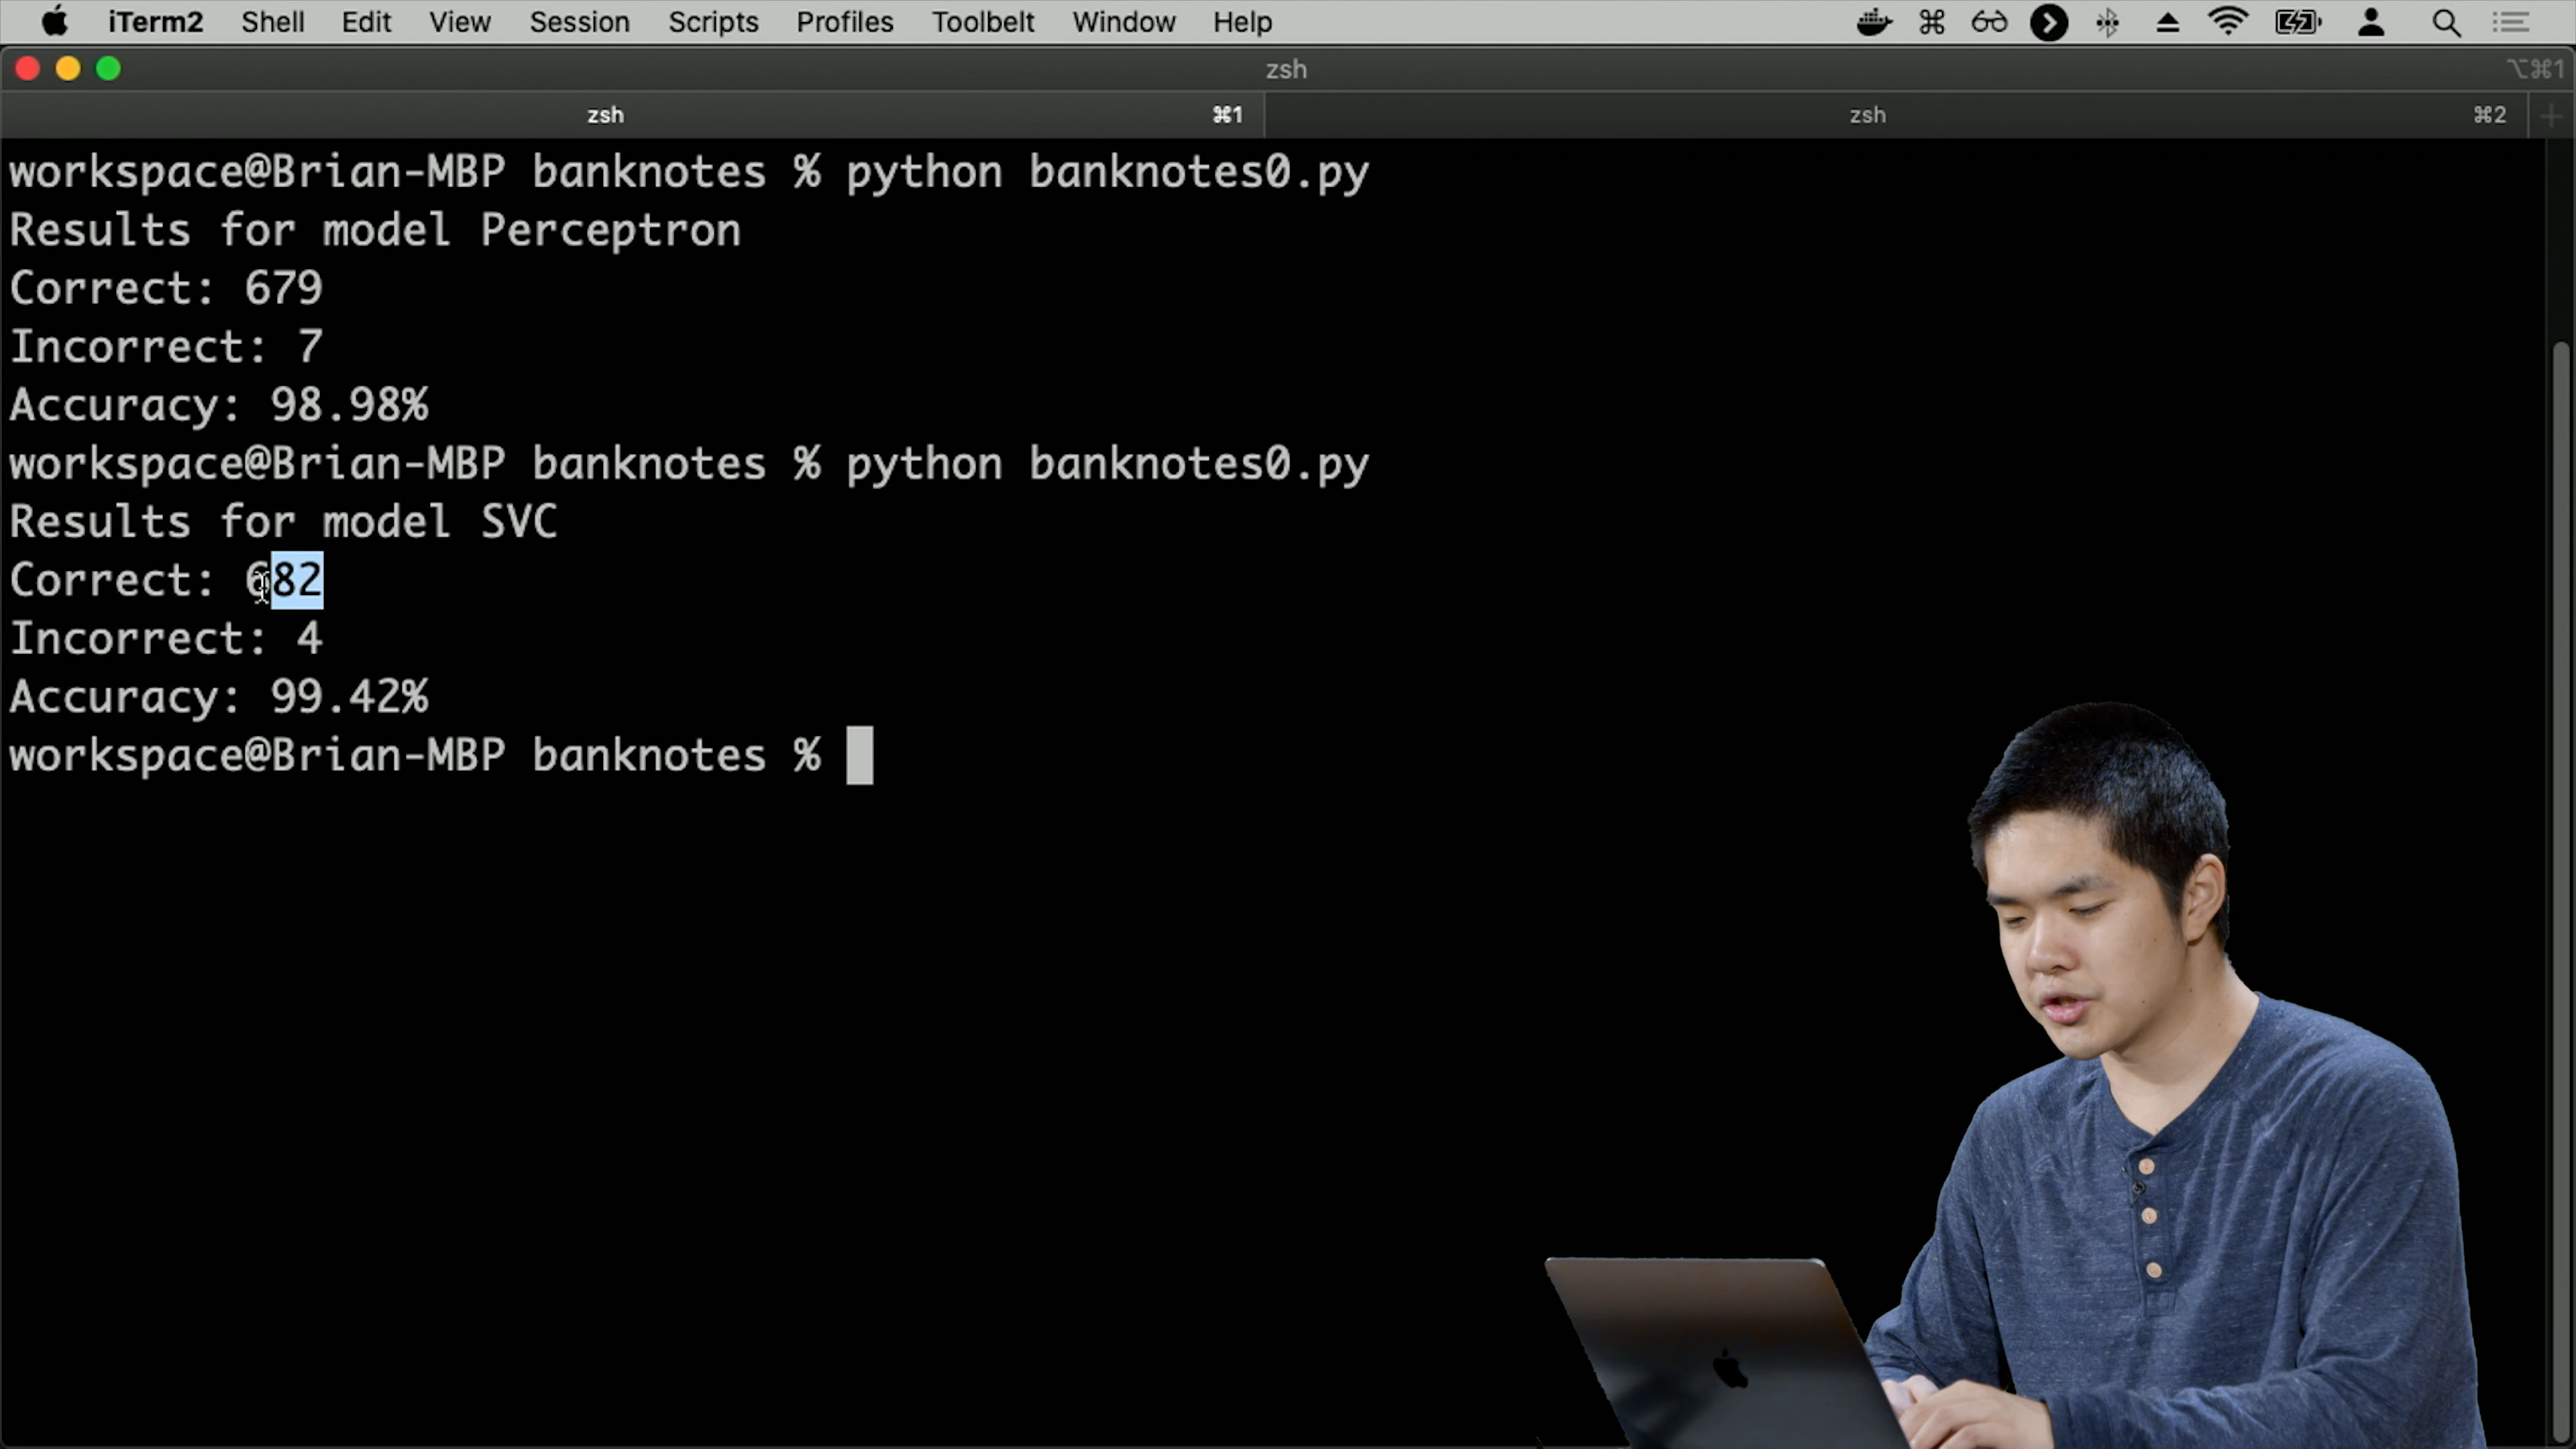 iTerm2 Shell Edit View Session Scripts Profiles Toolbelt Window Help
zsh ⌥⌘1
zsh ⌘1 zsh ⌘2
workspace@Brian-MBP banknotes % python banknotes0.py
Results for model Perceptron
Correct: 679
Incorrect: 7
Accuracy: 98.98%
workspace@Brian-MBP banknotes % python banknotes0.py
Results for model SVC
Correct: 682
Incorrect: 4
Accuracy: 99.42%
workspace@Brian-MBP banknotes %